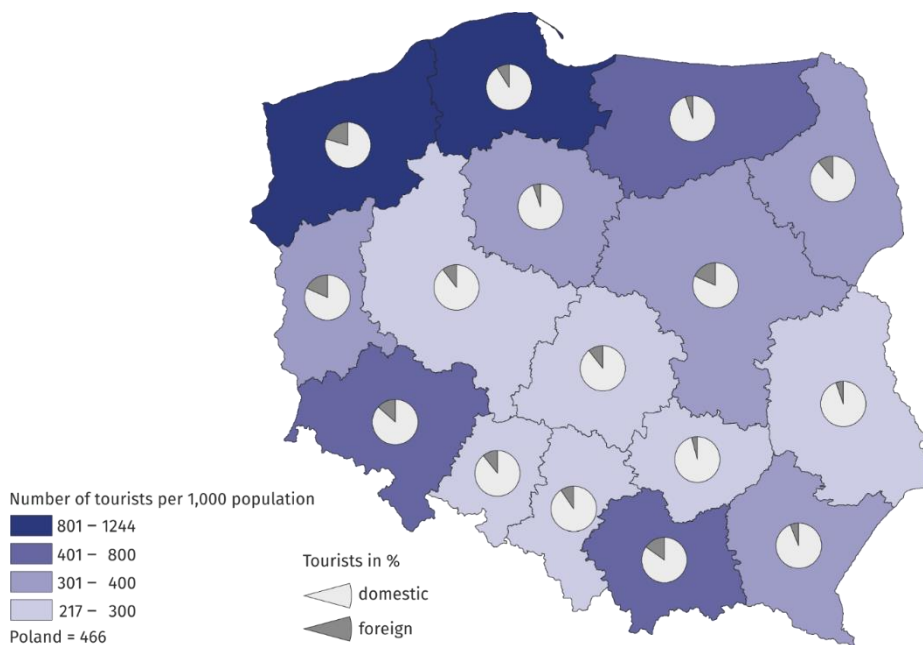 Number of tourists per 1,000 population
801 – 1244
401 – 800
301 – 400
217 – 300
Poland = 466
Tourists in %
domestic
foreign